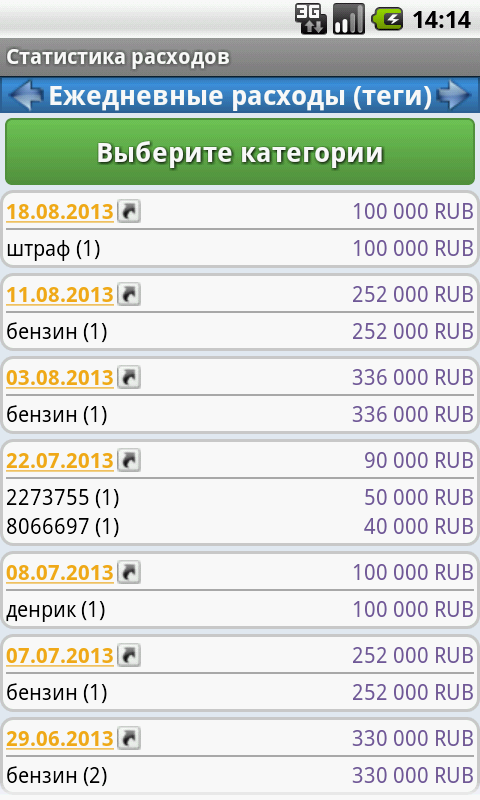 3G 14:14
Статистика расходов
Ежедневные расходы (теги)
Выберите категории
18.08.2013 100 000 RUB
штраф (1) 100 000 RUB
11.08.2013 252 000 RUB
бензин (1) 252 000 RUB
03.08.2013 336 000 RUB
бензин (1) 336 000 RUB
22.07.2013 90 000 RUB
2273755 (1) 50 000 RUB
8066697 (1) 40 000 RUB
08.07.2013 100 000 RUB
денрик (1) 100 000 RUB
07.07.2013 252 000 RUB
бензин (1) 252 000 RUB
29.06.2013 330 000 RUB
бензин (2) 330 000 RUB